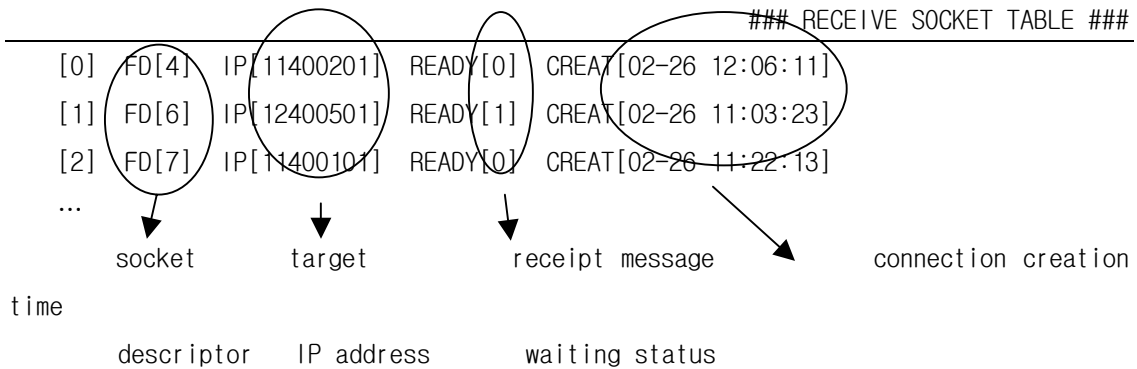 ### RECEIVE SOCKET TABLE ###
[0] FD[4] IP[11400201] READY[0] CREAT[02-26 12:06:11]
[1] FD[6] IP[12400501] READY[1] CREAT[02-26 11:03:23]
[2] FD[7] IP[11400101] READY[0] CREAT[02-26 11:22:13]
…
socket target receipt message connection creation
time
descriptor IP address waiting status